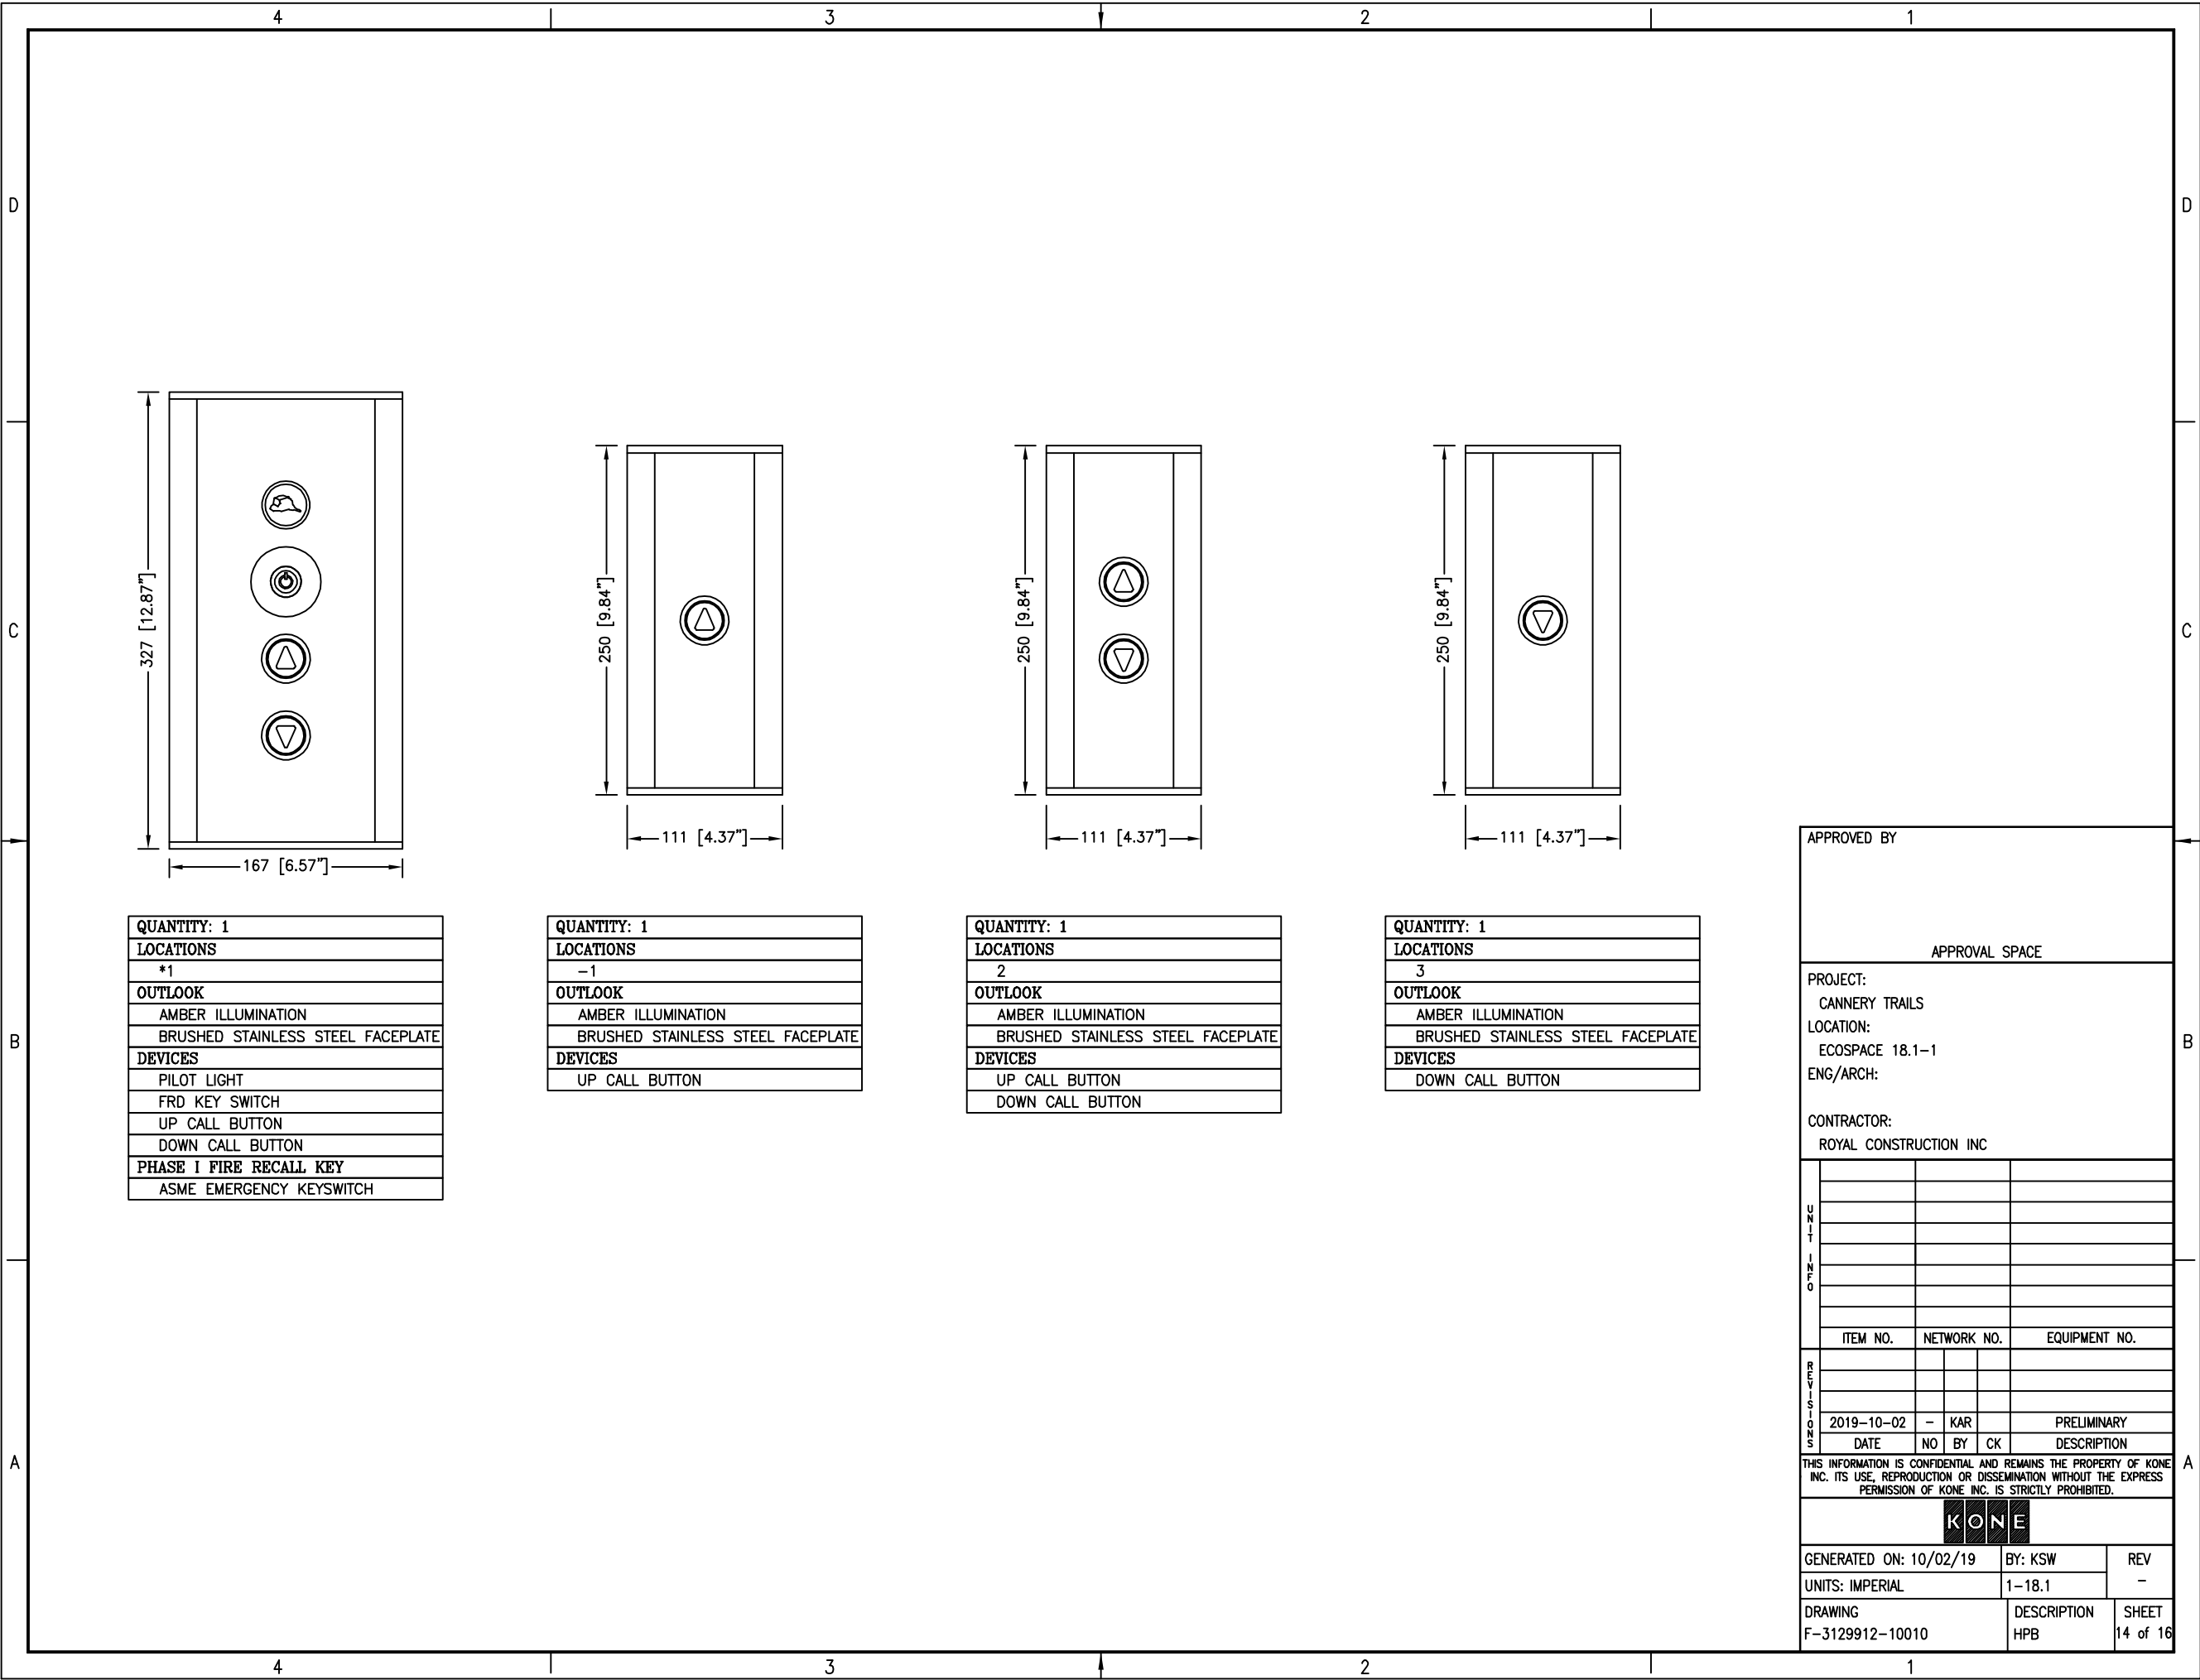 4 3 2 1
D D
C C
B B
A A
327 [12.87"]
167 [6.57"]
250 [9.84"]
111 [4.37"]
250 [9.84"]
111 [4.37"]
250 [9.84"]
111 [4.37"]
QUANTITY: 1
LOCATIONS
*1
OUTLOOK
AMBER ILLUMINATION
BRUSHED STAINLESS STEEL FACEPLATE
DEVICES
PILOT LIGHT
FRD KEY SWITCH
UP CALL BUTTON
DOWN CALL BUTTON
PHASE I FIRE RECALL KEY
ASME EMERGENCY KEYSWITCH
QUANTITY: 1
LOCATIONS
-1
OUTLOOK
AMBER ILLUMINATION
BRUSHED STAINLESS STEEL FACEPLATE
DEVICES
UP CALL BUTTON
QUANTITY: 1
LOCATIONS
2
OUTLOOK
AMBER ILLUMINATION
BRUSHED STAINLESS STEEL FACEPLATE
DEVICES
UP CALL BUTTON
DOWN CALL BUTTON
QUANTITY: 1
LOCATIONS
3
OUTLOOK
AMBER ILLUMINATION
BRUSHED STAINLESS STEEL FACEPLATE
DEVICES
DOWN CALL BUTTON
APPROVED BY
APPROVAL SPACE
PROJECT:
CANNERY TRAILS
LOCATION:
ECOSPACE 18.1-1
ENG/ARCH:
CONTRACTOR:
ROYAL CONSTRUCTION INC
UNIT INFO
ITEM NO. NETWORK NO. EQUIPMENT NO.
REVISIONS
2019-10-02 - KAR PRELIMINARY
DATE NO BY CK DESCRIPTION
THIS INFORMATION IS CONFIDENTIAL AND REMAINS THE PROPERTY OF KONE
INC. ITS USE, REPRODUCTION OR DISSEMINATION WITHOUT THE EXPRESS
PERMISSION OF KONE INC. IS STRICTLY PROHIBITED.
KONE
GENERATED ON: 10/02/19 BY: KSW REV
UNITS: IMPERIAL 1-18.1 -
DRAWING DESCRIPTION SHEET
F-3129912-10010 HPB 14 of 16
4 3 2 1